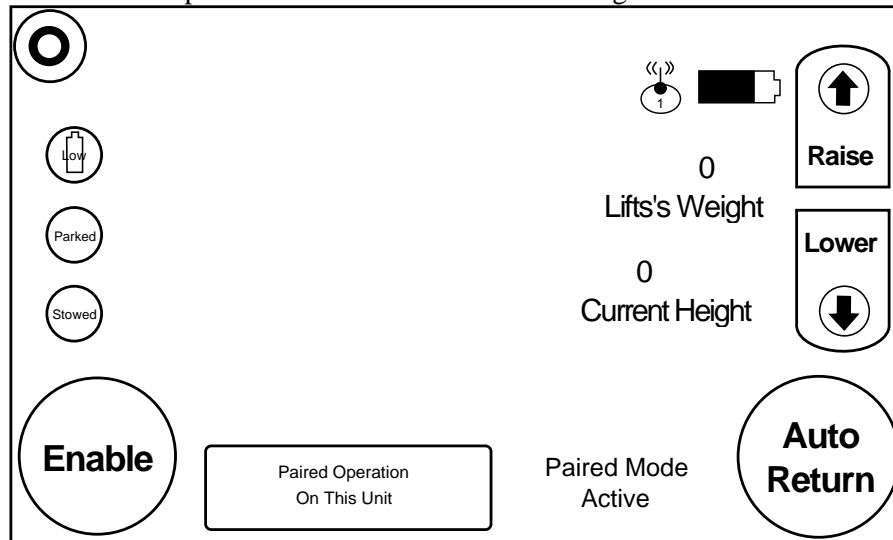 1
Low
Raise
0
Lifts's Weight
Parked
Lower
0
Current Height
Stowed
Enable
Paired Operation
On This Unit
Paired Mode
Active
Auto
Return